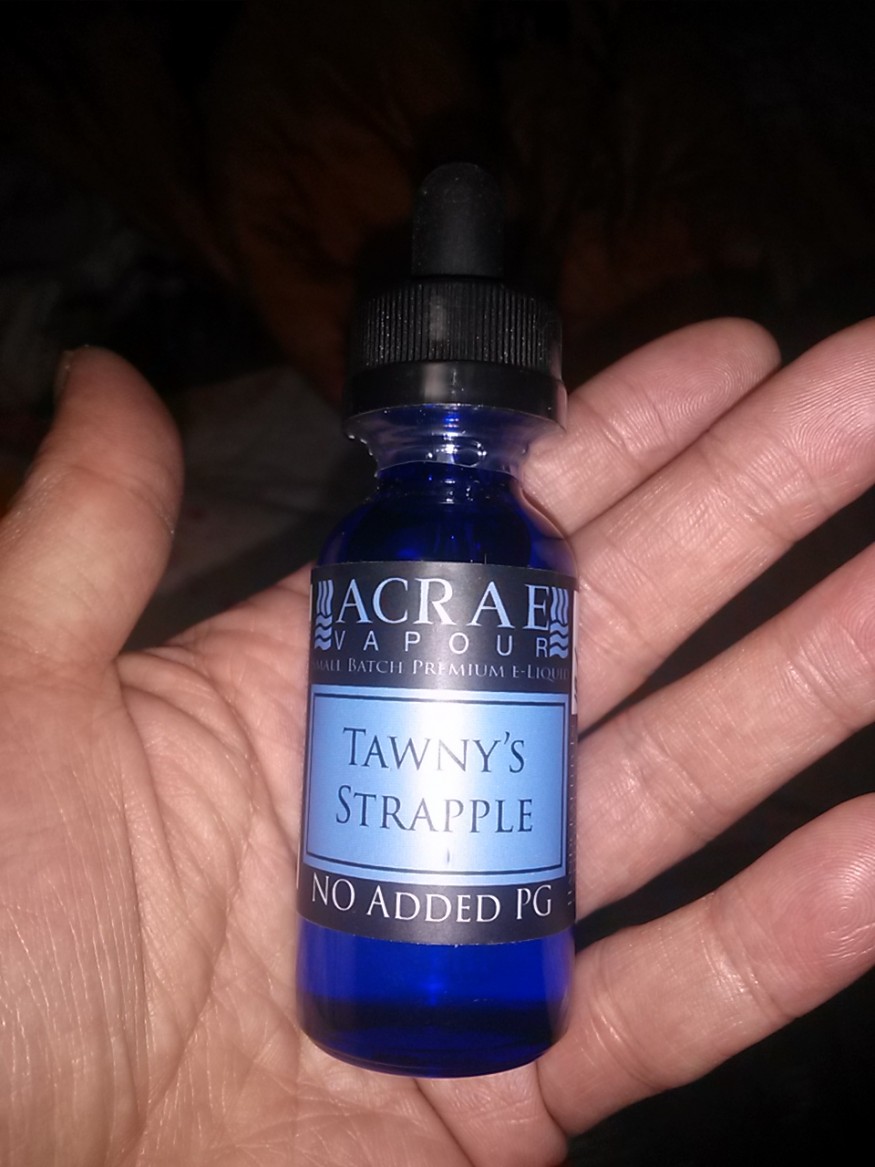 ACRAE
VAPOUR
SMALL BATCH PREMIUM E-LIQUID
TAWNY'S
STRAPPLE
NO ADDED PG